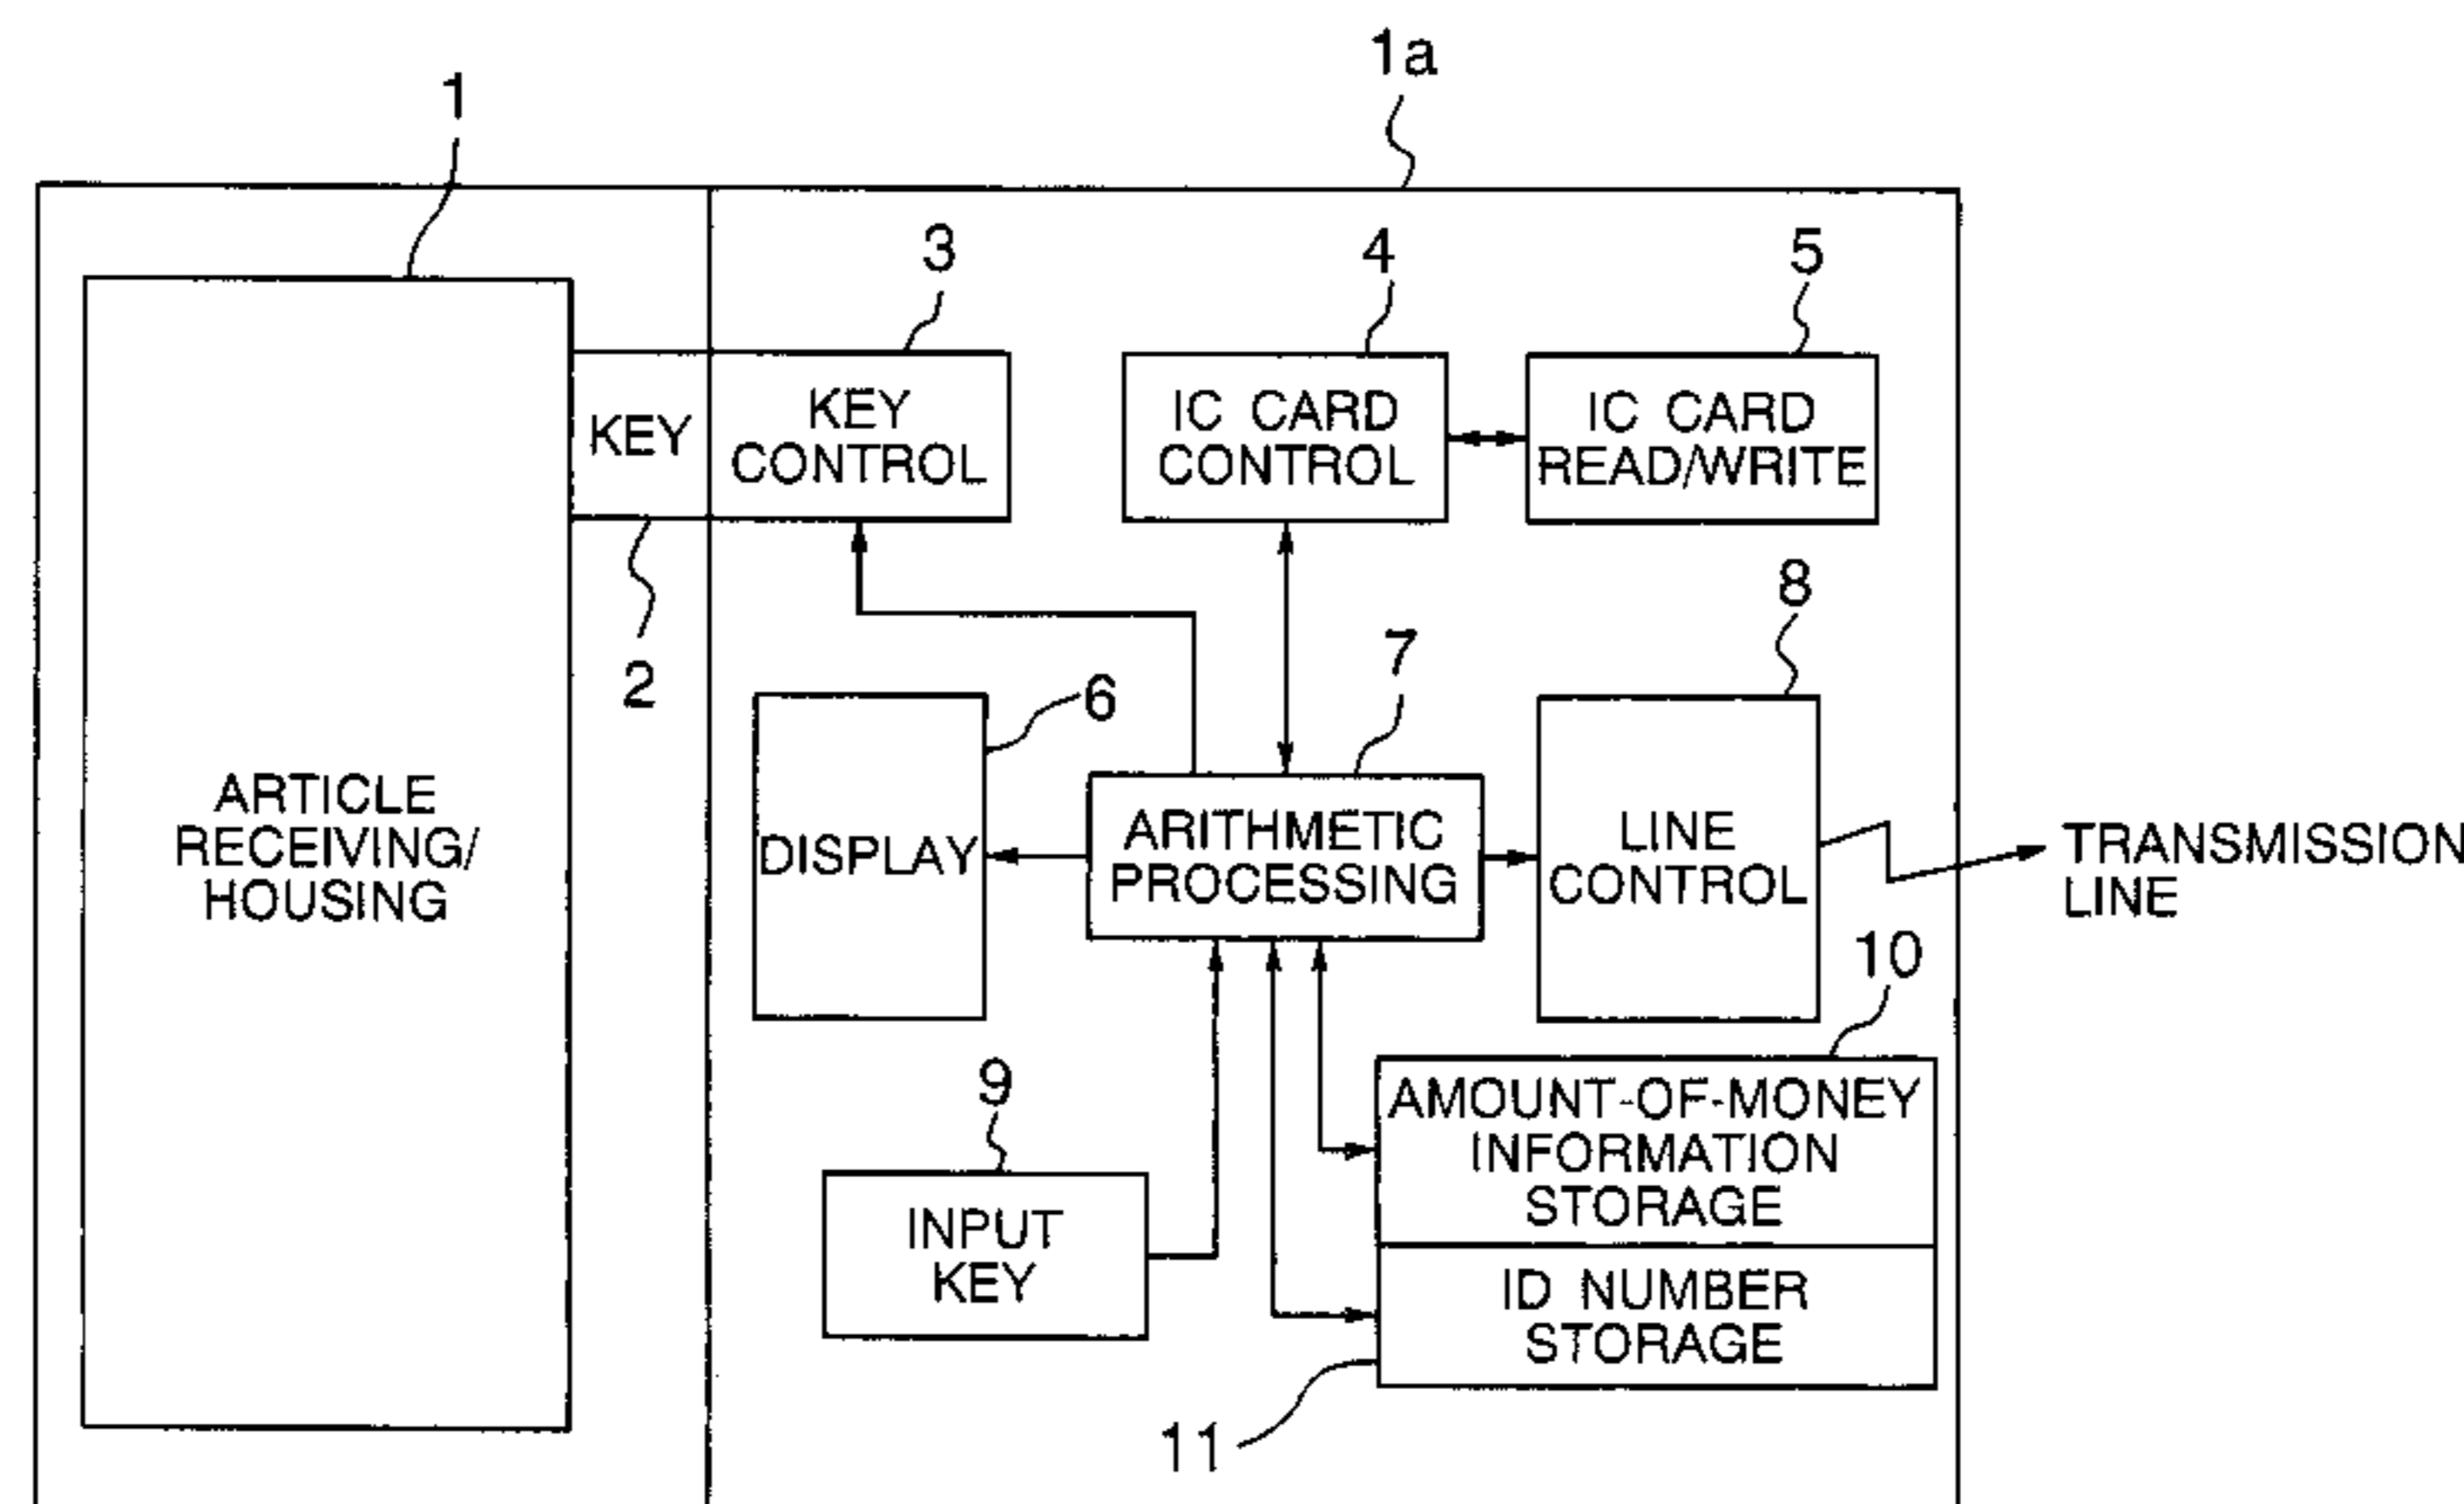 1a
1
3
4
5
KEY
KEY
CONTROL
IC CARD
CONTROL
IC CARD
READ/WRITE
2
6
7
8
ARTICLE
RECEIVING/
HOUSING
DISPLAY
ARITHMETIC
PROCESSING
LINE
CONTROL
TRANSMISSION
LINE
10
9
AMOUNT-OF-MONEY
INFORMATION
STORAGE
INPUT
KEY
ID NUMBER
STORAGE
11